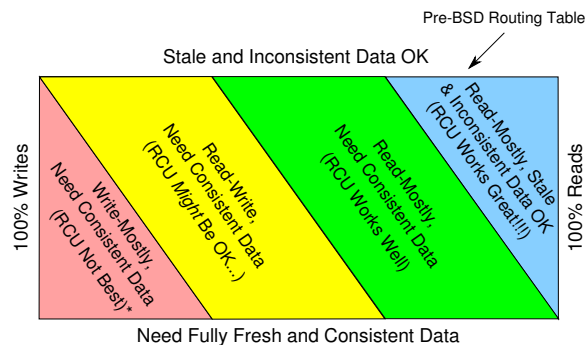 Pre-BSD Routing Table
Stale and Inconsistent Data OK
100% Writes
Write-Mostly,
Need Consistent Data
(RCU Not Best)*
Read-Write,
Need Consistent Data
(RCU Might Be OK...)
Read-Mostly,
Need Consistent Data
(RCU Works Well)
Read-Mostly, Stale
& Inconsistent Data OK
(RCU Works Great!!!)
100% Reads
Need Fully Fresh and Consistent Data